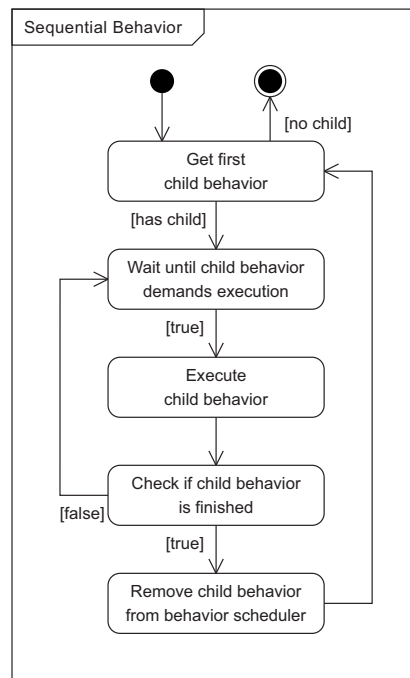 Sequential Behavior
[no child]
Get first
child behavior
[has child]
Wait until child behavior
demands execution
[true]
Execute
child behavior
Check if child behavior
is finished
[false]
[true]
Remove child behavior
from behavior scheduler